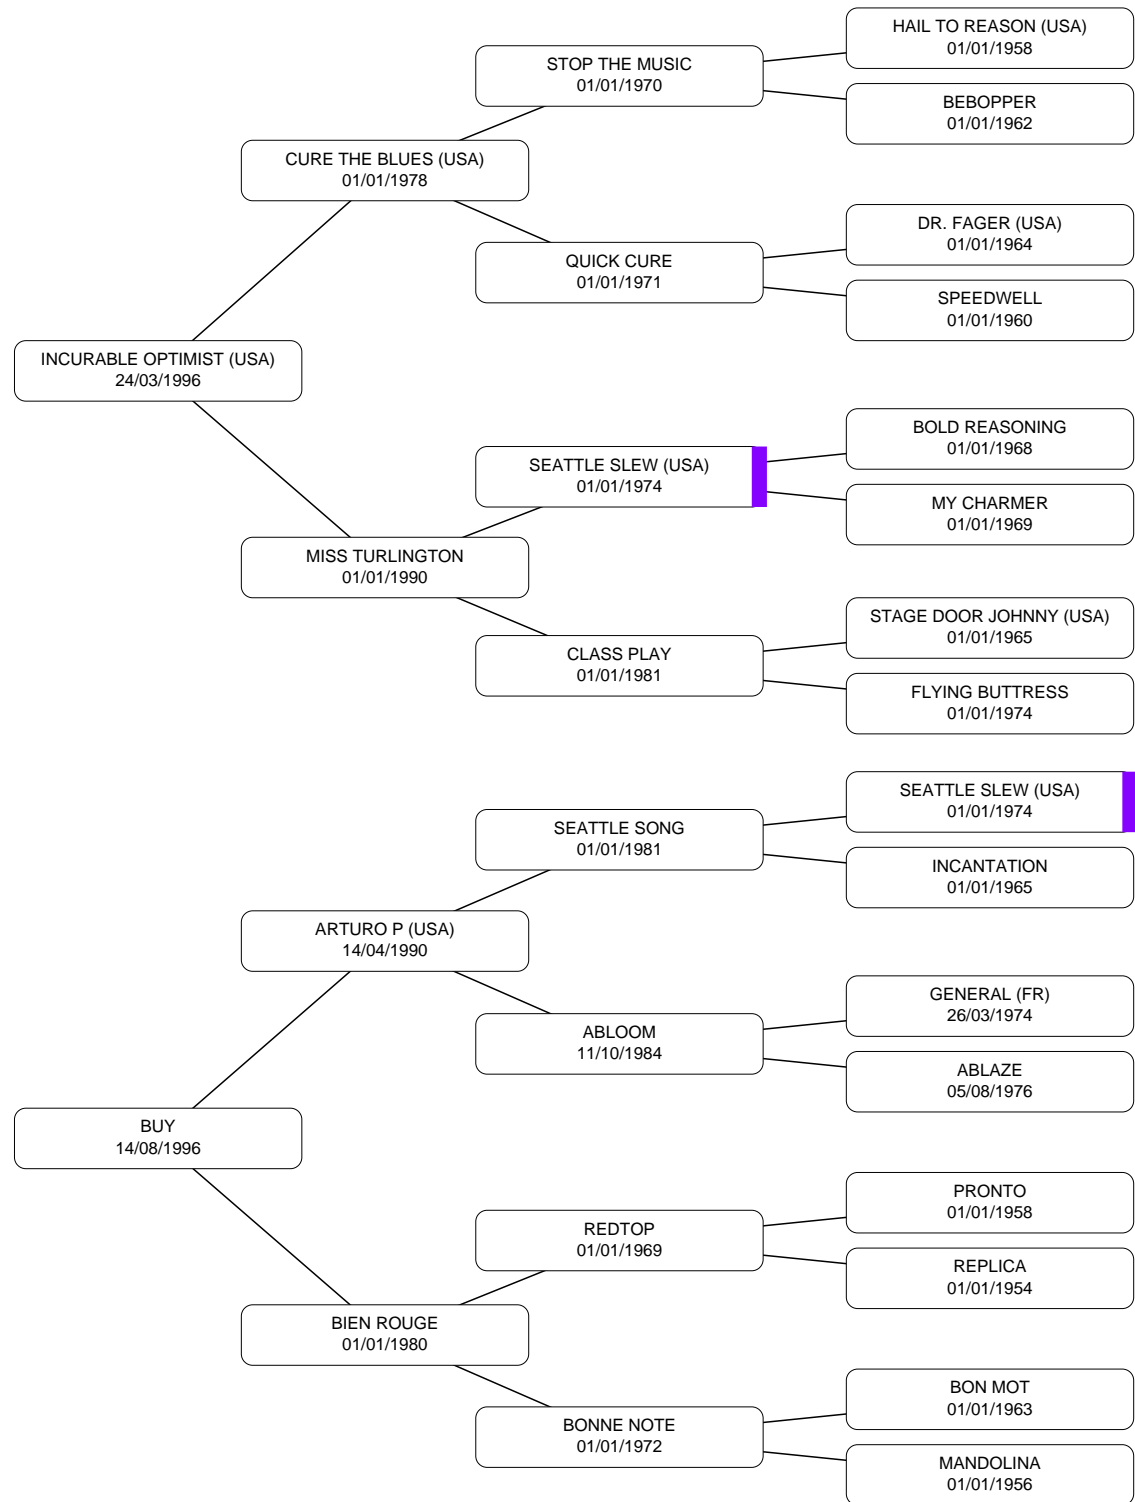 HAIL TO REASON (USA)
01/01/1958
STOP THE MUSIC
01/01/1970
BEBOPPER
01/01/1962
CURE THE BLUES (USA)
01/01/1978
DR. FAGER (USA)
01/01/1964
QUICK CURE
01/01/1971
SPEEDWELL
01/01/1960
INCURABLE OPTIMIST (USA)
24/03/1996
BOLD REASONING
01/01/1968
SEATTLE SLEW (USA)
01/01/1974
MY CHARMER
01/01/1969
MISS TURLINGTON
01/01/1990
STAGE DOOR JOHNNY (USA)
01/01/1965
CLASS PLAY
01/01/1981
FLYING BUTTRESS
01/01/1974
SEATTLE SLEW (USA)
01/01/1974
SEATTLE SONG
01/01/1981
INCANTATION
01/01/1965
ARTURO P (USA)
14/04/1990
GENERAL (FR)
26/03/1974
ABLOOM
11/10/1984
ABLAZE
05/08/1976
BUY
14/08/1996
PRONTO
01/01/1958
REDTOP
01/01/1969
REPLICA
01/01/1954
BIEN ROUGE
01/01/1980
BON MOT
01/01/1963
BONNE NOTE
01/01/1972
MANDOLINA
01/01/1956